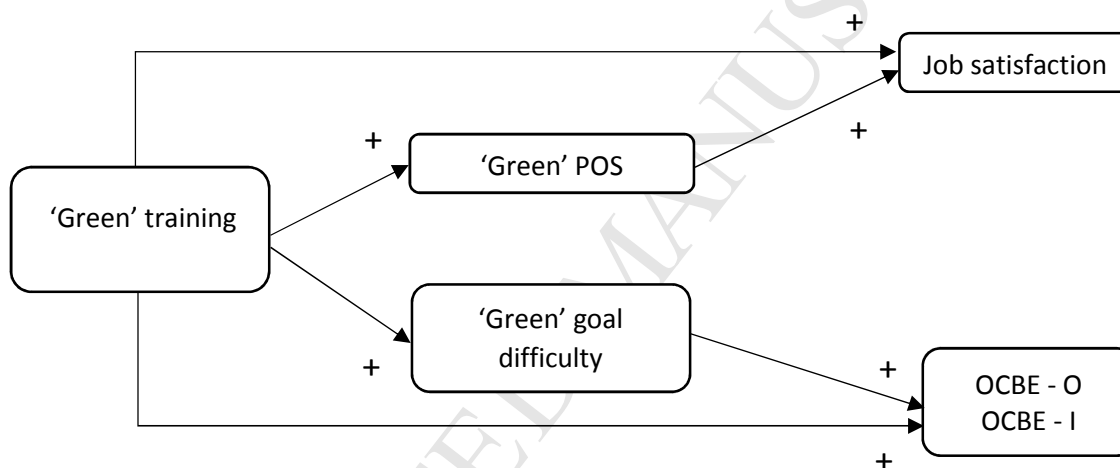 +
Job satisfaction
+
+
‘Green’ POS
‘Green’ training
‘Green’ goal
difficulty
+
+
OCBE - O
OCBE - I
+